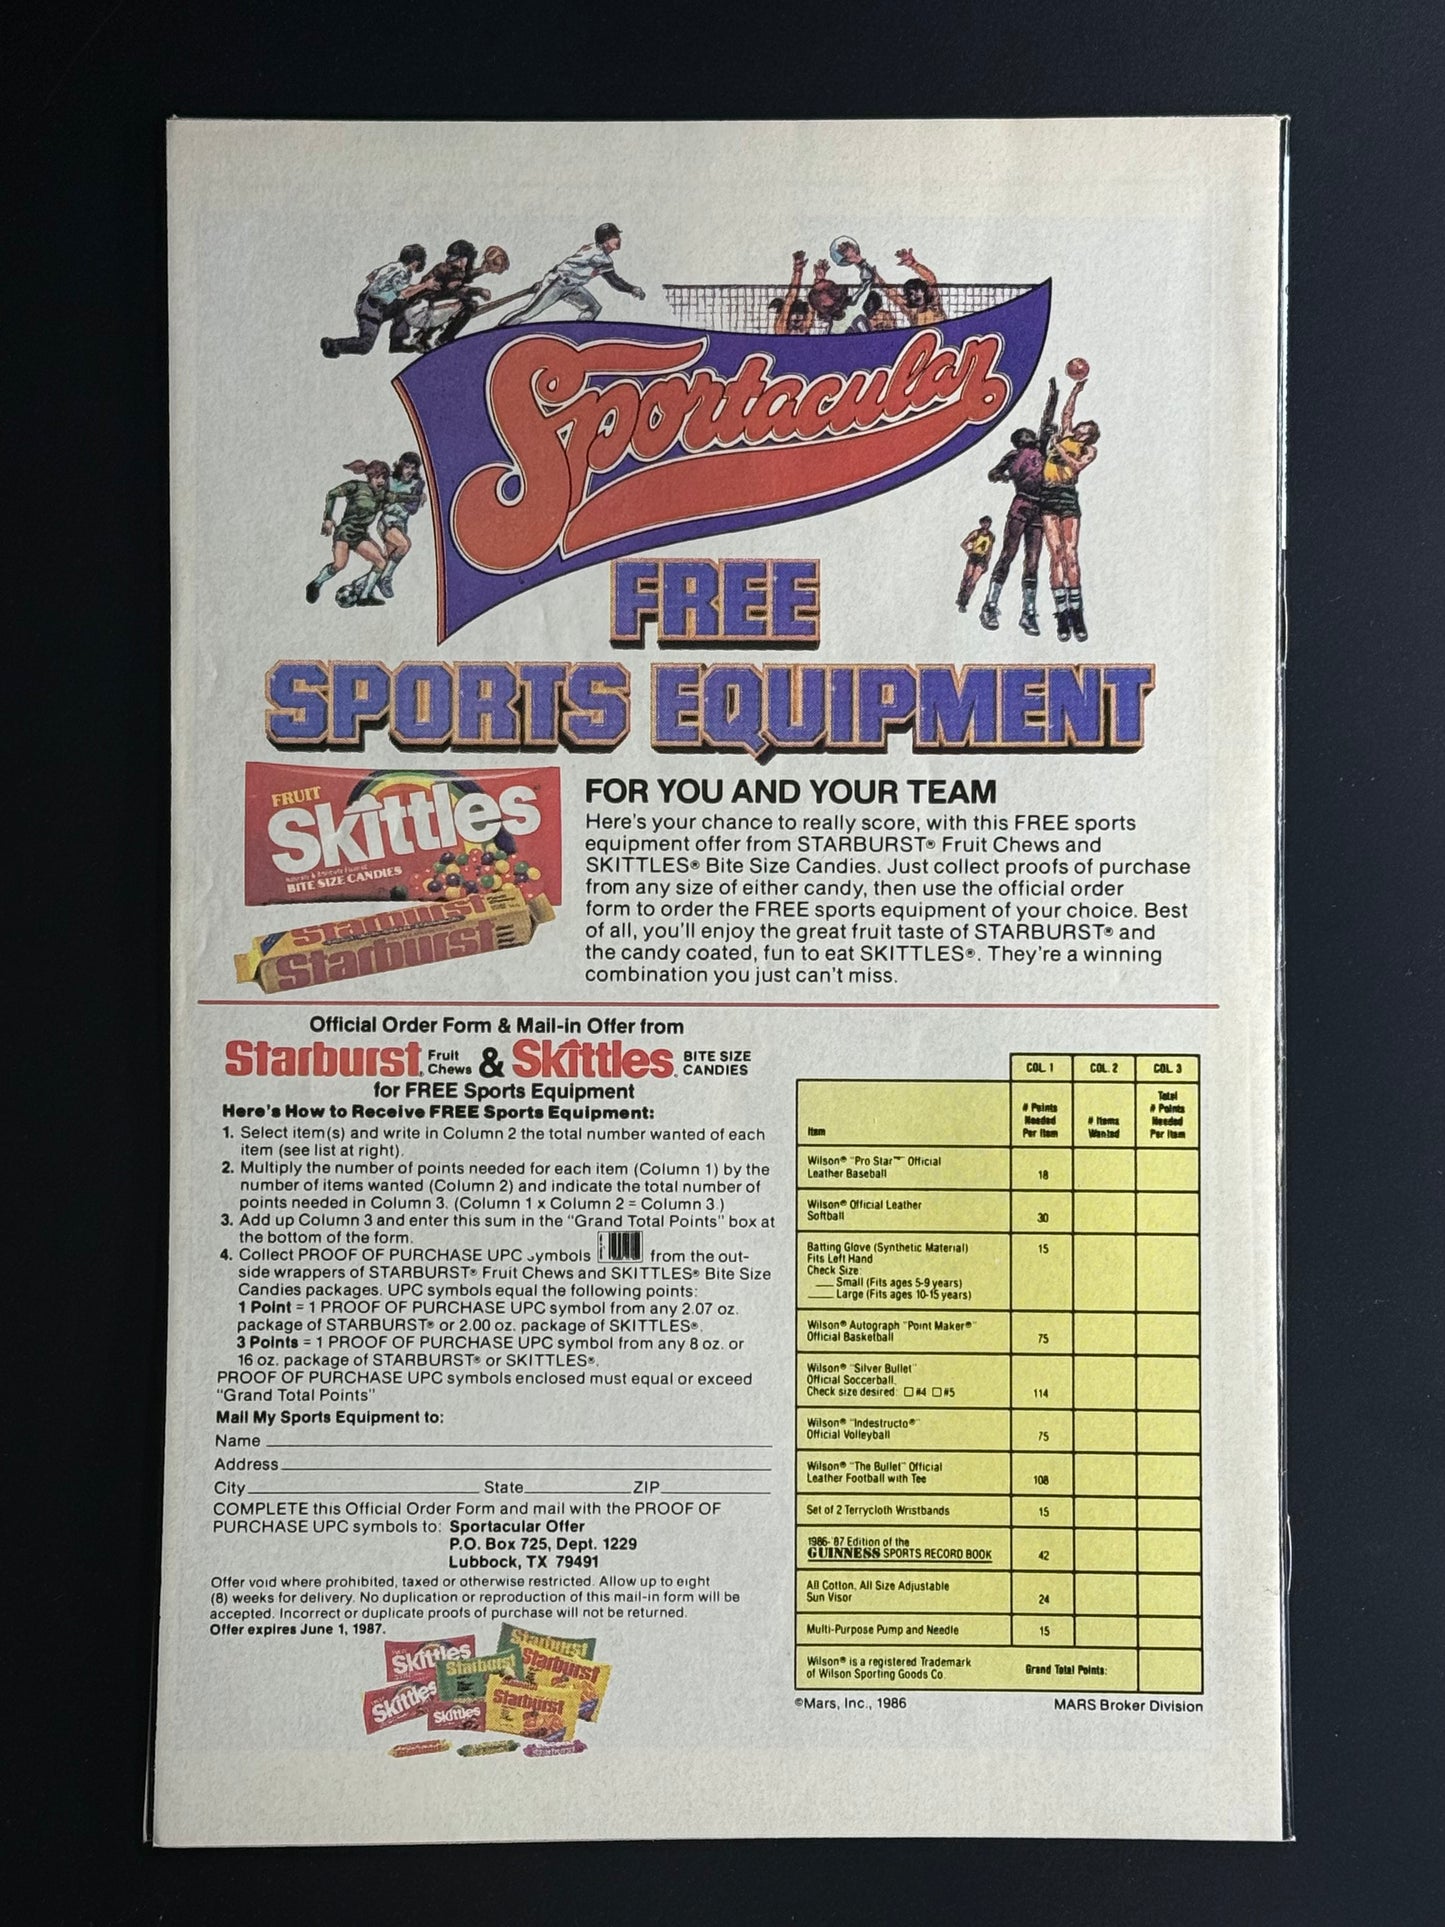 Sportacular
FREE
SPORTS EQUIPMENT
FRUIT
Skittles
BITE SIZE CANDIES
Starburst
Starburst
FOR YOU AND YOUR TEAM
Here's your chance to really score, with this FREE sports
equipment offer from STARBURST® Fruit Chews and
SKITTLES® Bite Size Candies. Just collect proofs of purchase
from any size of either candy, then use the official order
form to order the FREE sports equipment of your choice. Best
of all, you'll enjoy the great fruit taste of STARBURST® and
the candy coated, fun to eat SKITTLES®. They're a winning
combination you just can't miss.
Official Order Form & Mail-in Offer from
Starburst® Fruit Chews & Skittles® BITE SIZE CANDIES
for FREE Sports Equipment
Here's How to Receive FREE Sports Equipment:
1. Select item(s) and write in Column 2 the total number wanted of each
item (see list at right).
2. Multiply the number of points needed for each item (Column 1) by the
number of items wanted (Column 2) and indicate the total number of
points needed in Column 3. (Column 1 x Column 2 = Column 3.)
3. Add up Column 3 and enter this sum in the "Grand Total Points" box at
the bottom of the form.
4. Collect PROOF OF PURCHASE UPC symbols from the out-
side wrappers of STARBURST® Fruit Chews and SKITTLES® Bite Size
Candies packages. UPC symbols equal the following points:
1 Point = 1 PROOF OF PURCHASE UPC symbol from any 2.07 oz.
package of STARBURST® or 2.00 oz. package of SKITTLES®.
3 Points = 1 PROOF OF PURCHASE UPC symbol from any 8 oz. or
16 oz. package of STARBURST® or SKITTLES®.
PROOF OF PURCHASE UPC symbols enclosed must equal or exceed
"Grand Total Points"
Mail My Sports Equipment to:
Name
Address
City State ZIP
COMPLETE this Official Order Form and mail with the PROOF OF
PURCHASE UPC symbols to: Sportacular Offer
P.O. Box 725, Dept. 1229
Lubbock, TX 79491
Offer void where prohibited, taxed or otherwise restricted. Allow up to eight
(8) weeks for delivery. No duplication or reproduction of this mail-in form will be
accepted. Incorrect or duplicate proofs of purchase will not be returned.
Offer expires June 1, 1987.
Skittles
Starburst
Starburst
Starburst
Skittles
Skittles
Starburst
COL. 1 COL. 2 COL. 3
Item # Points Needed Per Item # Items Wanted Total # Points Needed Per Item
Wilson® "Pro Star™" Official
Leather Baseball 18
Wilson® Official Leather
Softball 30
Batting Glove (Synthetic Material) 15
Fits Left Hand
Check Size:
Small (Fits ages 5-9 years)
Large (Fits ages 10-15 years)
Wilson® Autograph "Point Maker®"
Official Basketball 75
Wilson® "Silver Bullet"
Official Soccerball.
Check size desired: ☐ #4 ☐ #5 114
Wilson® "Indestructo®"
Official Volleyball 75
Wilson® "The Bullet" Official
Leather Football with Tee 108
Set of 2 Terrycloth Wristbands 15
1986-'87 Edition of the
GUINNESS SPORTS RECORD BOOK 42
All Cotton, All Size Adjustable
Sun Visor 24
Multi-Purpose Pump and Needle 15
Wilson® is a registered Trademark
of Wilson Sporting Goods Co. Grand Total Points:
©Mars, Inc., 1986 MARS Broker Division